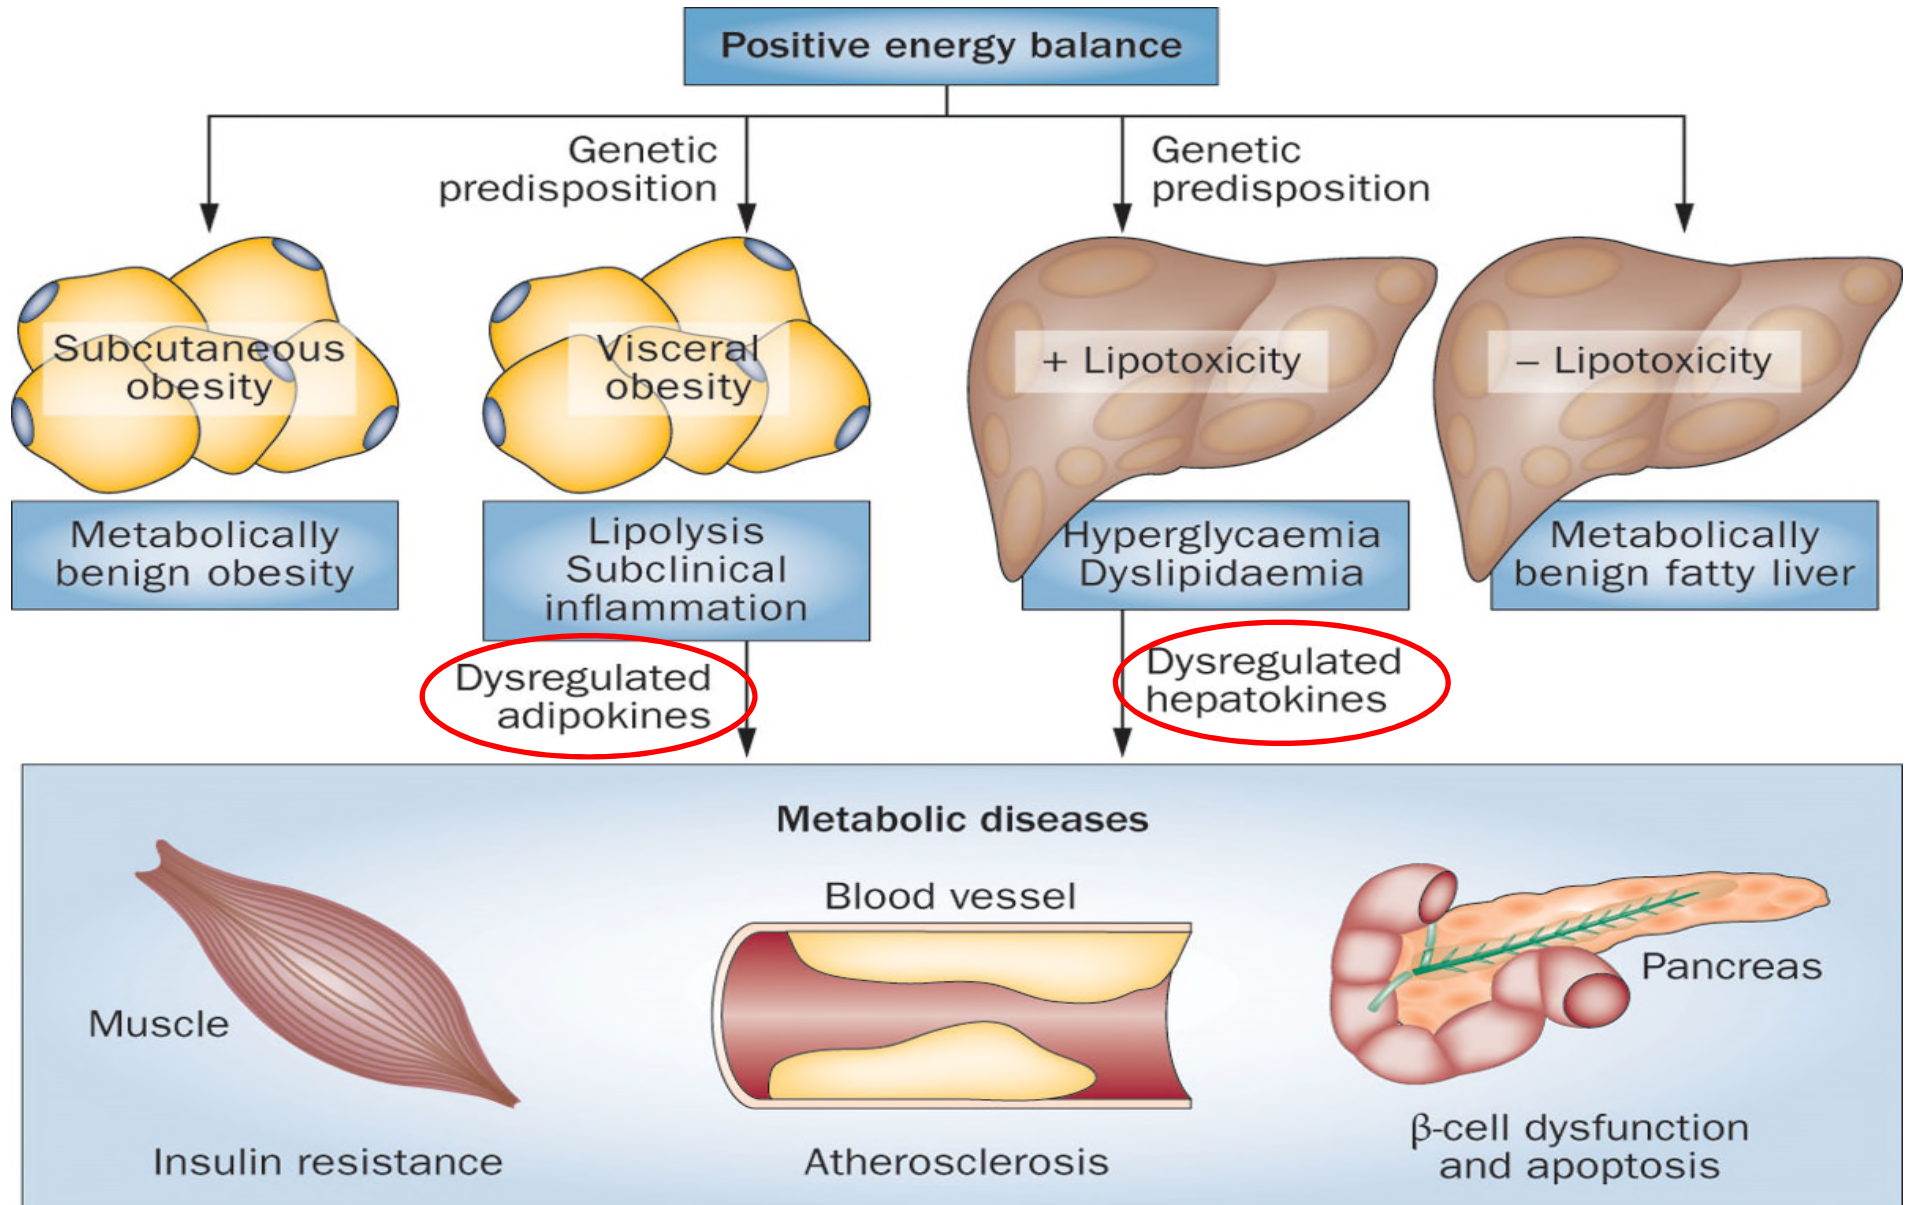 Positive energy balance
Genetic
predisposition
Genetic
predisposition
Subcutaneous
obesity
Visceral
obesity
+ Lipotoxicity
– Lipotoxicity
Metabolically
benign obesity
Lipolysis
Subclinical
inflammation
Hyperglycaemia
Dyslipidaemia
Metabolically
benign fatty liver
Dysregulated
adipokines
Dysregulated
hepatokines
Metabolic diseases
Muscle
Insulin resistance
Blood vessel
Atherosclerosis
Pancreas
β-cell dysfunction
and apoptosis